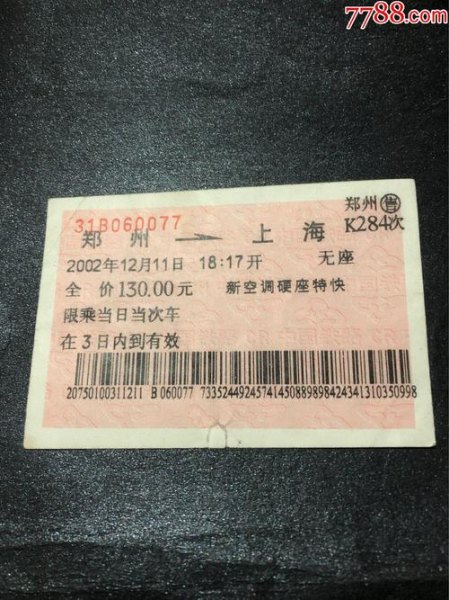 7788.com
郑州售
31B060077
K284次
郑州 → 上海
2002年12月11日 18:17开 无座
全 价130.00元 新空调硬座特快
限乘当日当次车
在3日内到有效
20750100311211 B 060077 7335244924574145088989842434131035099 8